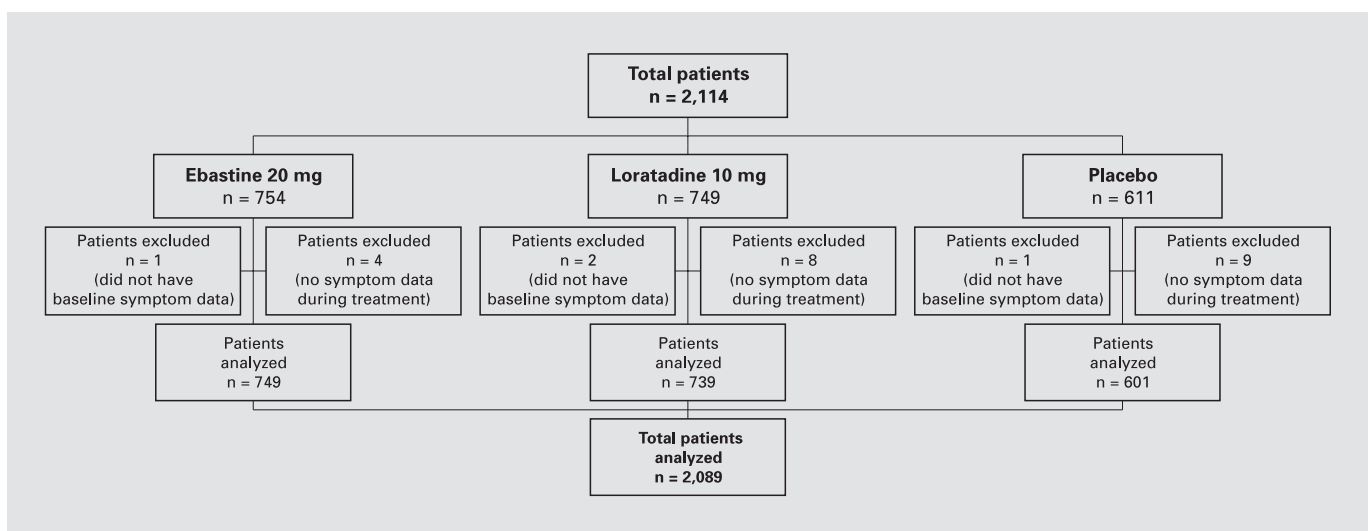 Total patients
n = 2,114
Ebastine 20 mg
n = 754
Loratadine 10 mg
n = 749
Placebo
n = 611
Patients excluded
n = 1
(did not have
baseline symptom data)
Patients excluded
n = 4
(no symptom data
during treatment)
Patients excluded
n = 2
(did not have
baseline symptom data)
Patients excluded
n = 8
(no symptom data
during treatment)
Patients excluded
n = 1
(did not have
baseline symptom data)
Patients excluded
n = 9
(no symptom data
during treatment)
Patients
analyzed
n = 749
Patients
analyzed
n = 739
Patients
analyzed
n = 601
Total patients
analyzed
n = 2,089